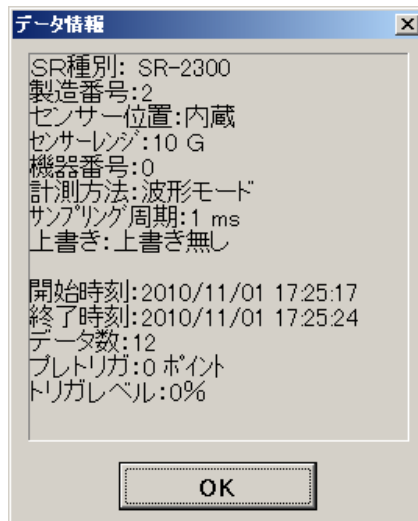 データ情報
SR種別: SR-2300
製造番号:2
センサー位置:内蔵
ｾﾝｻｰﾚﾝｼﾞ:10 G
機器番号:0
計測方法:波形モード
ｻﾝﾌﾟﾘﾝｸﾞ周期:1 ms
上書き:上書き無し
開始時刻:2010/11/01 17:25:17
終了時刻:2010/11/01 17:25:24
データ数:12
プレトリガ:0 ポイント
トリガレベル:0%
OK